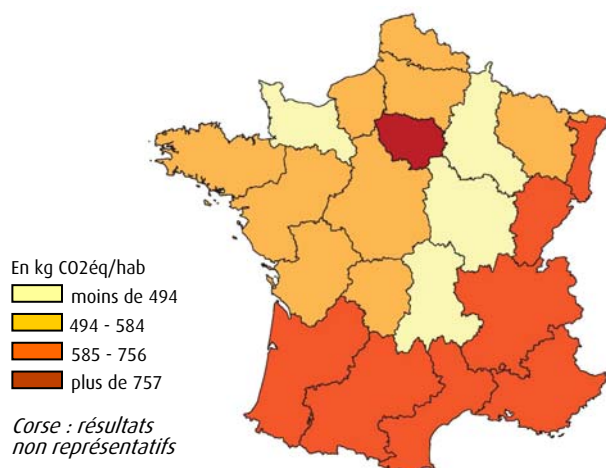 En kg CO2éq/hab
moins de 494
494 - 584
585 - 756
plus de 757
Corse : résultats
non représentatifs